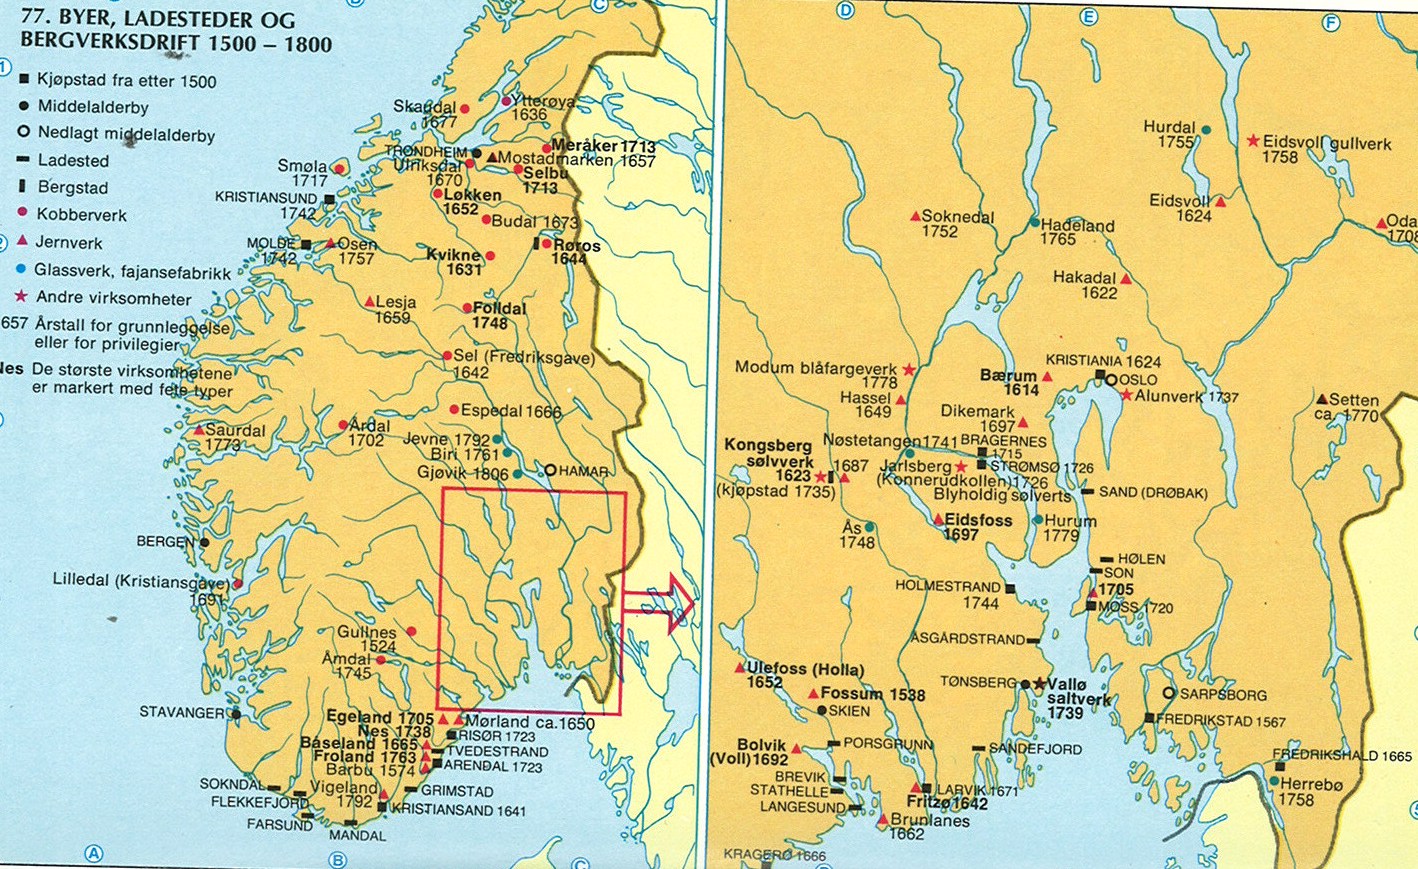 77. BYER, LADESTEDER OG
BERGVERKSDRIFT 1500 – 1800
Kjøpstad fra etter 1500
Middelalderby
Nedlagt middelalderby
Ladested
Bergstad
Kobberverk
Jernverk
Glassverk, fajansefabrikk
Andre virksomheter
657 Årstall for grunnleggelse
eller for privilegier
Nes De største virksomhetene
er markert med fete typer
1
2
C
Skaudal
1677
Ytterøya
1636
TRONDHEIM
Meråker 1713
Mostadmarken 1657
Ulriksdal
1670
Selbu
1713
Smøla
1717
KRISTIANSUND
1742
Løkken
1652
Budal 1673
MOLDE
1742
Osen
1757
Kvikne
1631
Røros
1644
Lesja
1659
Folldal
1748
Sel (Fredriksgave)
1642
Espedal 1666
Saurdal
1773
Årdal
1702
Jevne 1792
Biri 1761
Gjøvik 1806
HAMAR
BERGEN
Lilledal (Kristiansgave)
1691
Gullnes
1524
Åmdal
1745
STAVANGER
Egeland 1705
Nes 1738
Båseland 1665
Froland 1763
Barbu 1574
Mørland ca.1650
RISØR 1723
TVEDESTRAND
ARENDAL 1723
SOKNDAL
FLEKKEFJORD
FARSUND
Vigeland
1792
GRIMSTAD
KRISTIANSAND 1641
MANDAL
A
B
C
D
E
F
Hurdal
1755
Eidsvoll gullverk
1758
Eidsvoll
1624
Soknedal
1752
Hadeland
1765
Oda
1708
Hakadal
1622
Modum blåfargeverk
1778
Hassel
1649
Bærum
1614
KRISTIANIA 1624
OSLO
Alunverk 1737
Setten
ca. 1770
Dikemark
1697
Kongsberg
sølvverk
1623
(kjøpstad 1735)
1687
Nøstetangen 1741
BRAGERNES
1715
STRØMSØ 1726
Jarlsberg
(Konnerudkollen) 1726
Blyholdig sølverts
SAND (DRØBAK)
Ås
1748
Eidsfoss
1697
Hurum
1779
HØLEN
SON
1705
MOSS 1720
HOLMESTRAND
1744
ÅSGÅRDSTRAND
Ulefoss (Holla)
1652
Fossum 1538
SKIEN
TØNSBERG
Vallø
saltverk
1739
SARPSBORG
FREDRIKSTAD 1567
Bolvik
(Voll) 1692
PORSGRUNN
SANDEFJORD
FREDRIKSHALD 1665
BREVIK
STATHELLE
LANGESUND
LARVIK 1671
Fritzø 1642
Herrebø
1758
Brunlanes
1662
KRAGERØ 1666